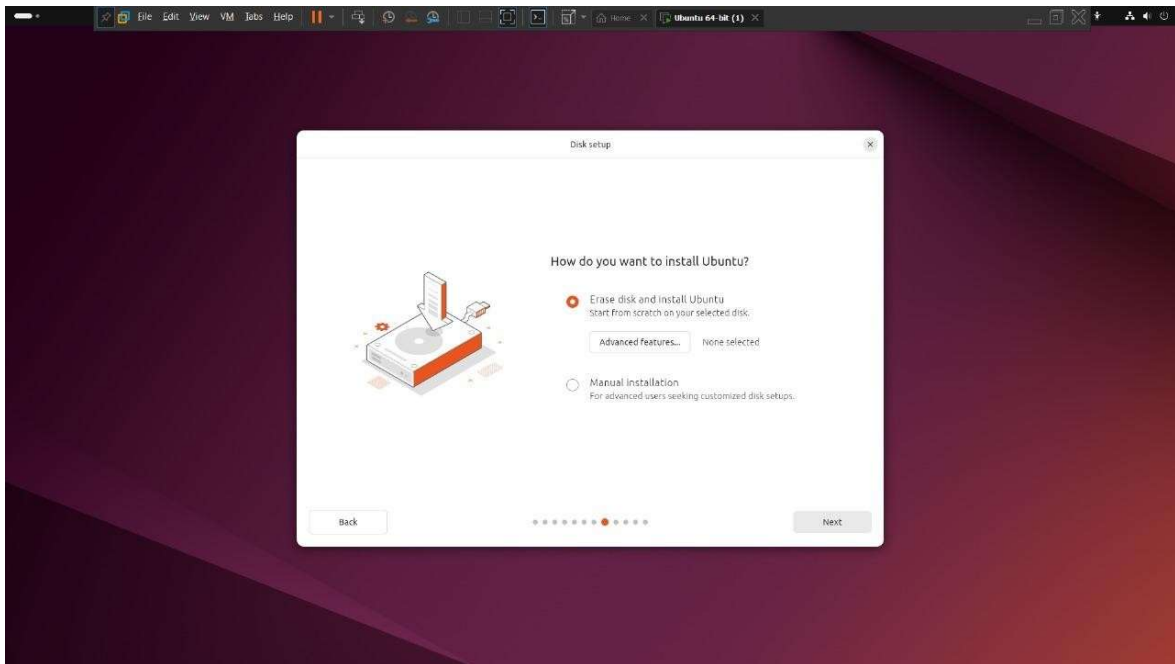 File Edit View VM Tabs Help
Home
Ubuntu 64-bit (1)
Disk setup
How do you want to install Ubuntu?
Erase disk and install Ubuntu
Start from scratch on your selected disk.
Advanced features... None selected
Manual installation
For advanced users seeking customized disk setups.
Back
Next